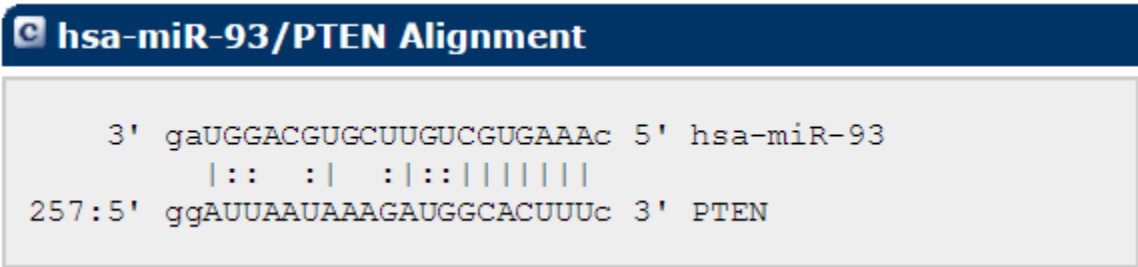 C hsa-miR-93/PTEN Alignment
3' gaUGGACGUGCUUGUCGUGAAAc 5' hsa-miR-93
|:: :| :|::|||||||
257:5' ggAUUAAUAAAGAUGGCACUUUc 3' PTEN